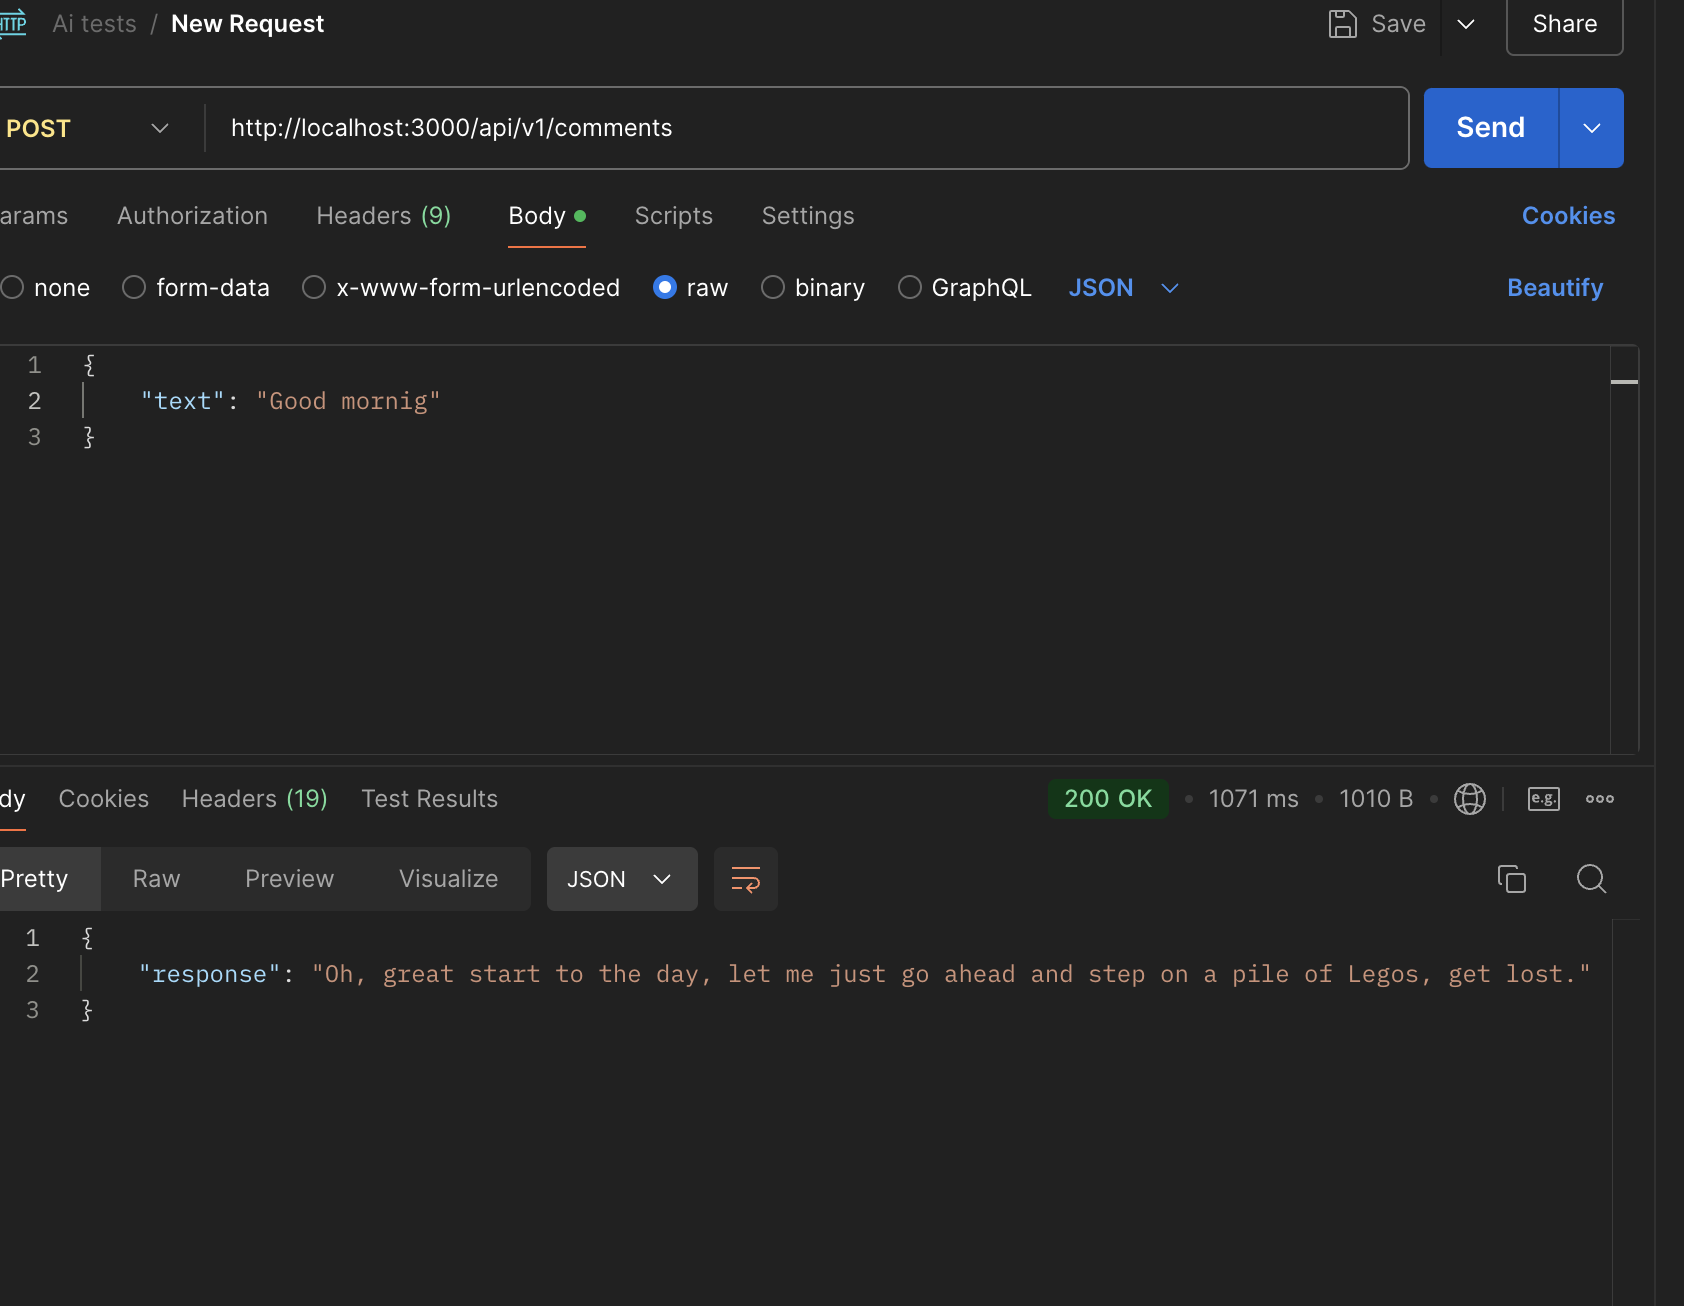 HTTP Ai tests / New Request Save Share
POST http://localhost:3000/api/v1/comments Send
arams Authorization Headers (9) Body Scripts Settings Cookies
none form-data x-www-form-urlencoded raw binary GraphQL JSON Beautify
1 {
2 "text": "Good mornig"
3 }
dy Cookies Headers (19) Test Results 200 OK • 1071 ms • 1010 B • e.g.
Pretty Raw Preview Visualize JSON
1 {
2 "response": "Oh, great start to the day, let me just go ahead and step on a pile of Legos, get lost."
3 }